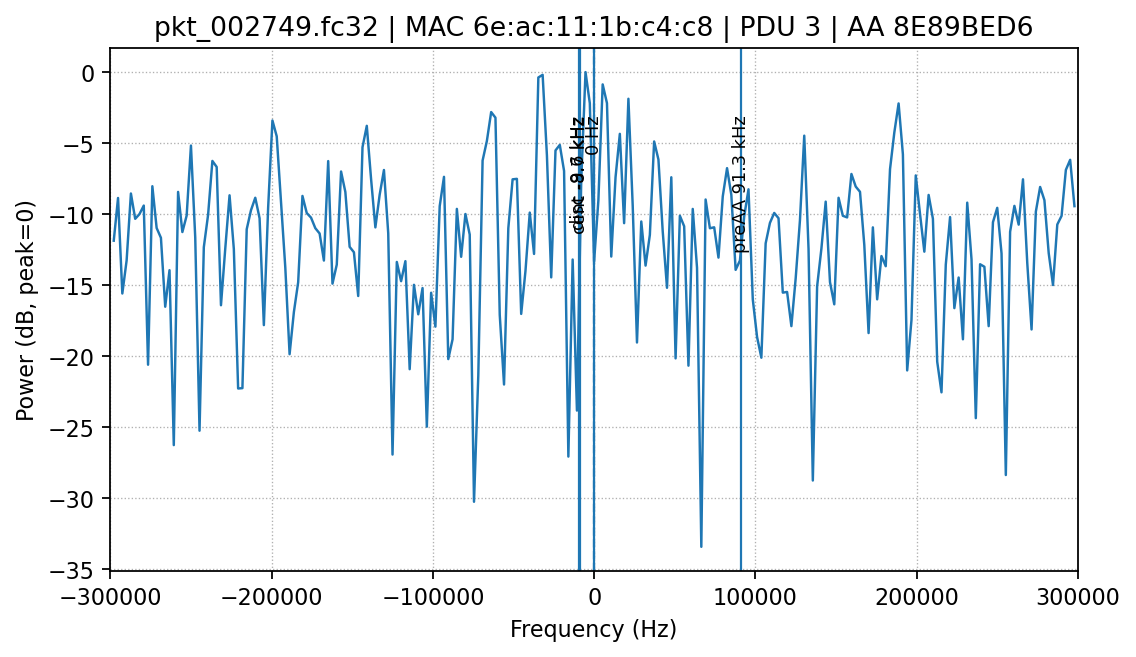 pkt_002749.fc32 | MAC 6e:ac:11:1b:c4:c8 | PDU 3 | AA 8E89BED6
Power (dB, peak=0)
0
−5
−10
−15
−20
−25
−30
−35
kHz
0 Hz
preAA 91.3 kHz
−300000
−200000
−100000
0
100000
200000
300000
Frequency (Hz)